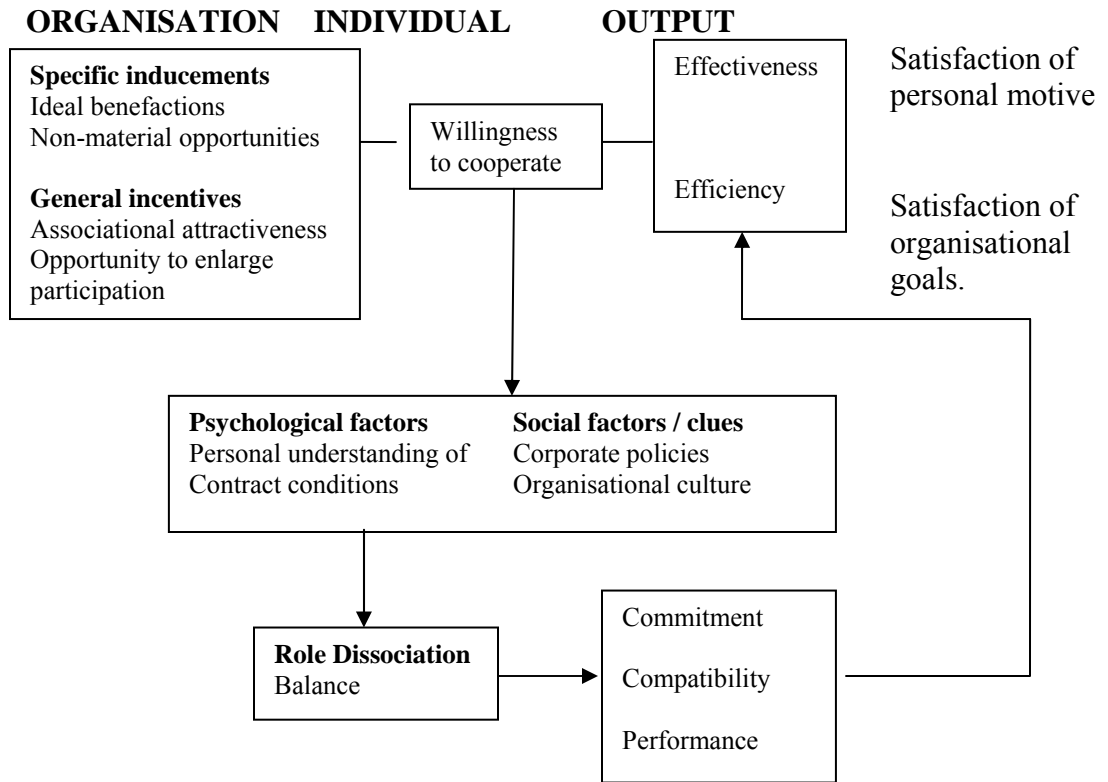 ORGANISATION INDIVIDUAL OUTPUT
Specific inducements
Ideal benefactions
Non-material opportunities
General incentives
Associational attractiveness
Opportunity to enlarge
participation
Willingness
to cooperate
Effectiveness
Efficiency
Satisfaction of
personal motive
Satisfaction of
organisational
goals.
Psychological factors
Personal understanding of
Contract conditions
Social factors / clues
Corporate policies
Organisational culture
Role Dissociation
Balance
Commitment
Compatibility
Performance